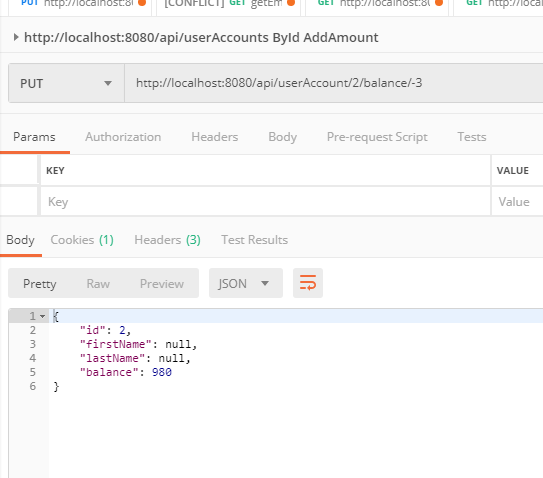 PUT http://localhost:8 [CONFLICT] GET getEm GET http://localhost:8( GET http://local
http://localhost:8080/api/userAccounts ById AddAmount
PUT http://localhost:8080/api/userAccount/2/balance/-3
Params Authorization Headers Body Pre-request Script Tests
KEY VALUE
Key Value
Body Cookies (1) Headers (3) Test Results
Pretty Raw Preview JSON
1 {
2 "id": 2,
3 "firstName": null,
4 "lastName": null,
5 "balance": 980
6 }